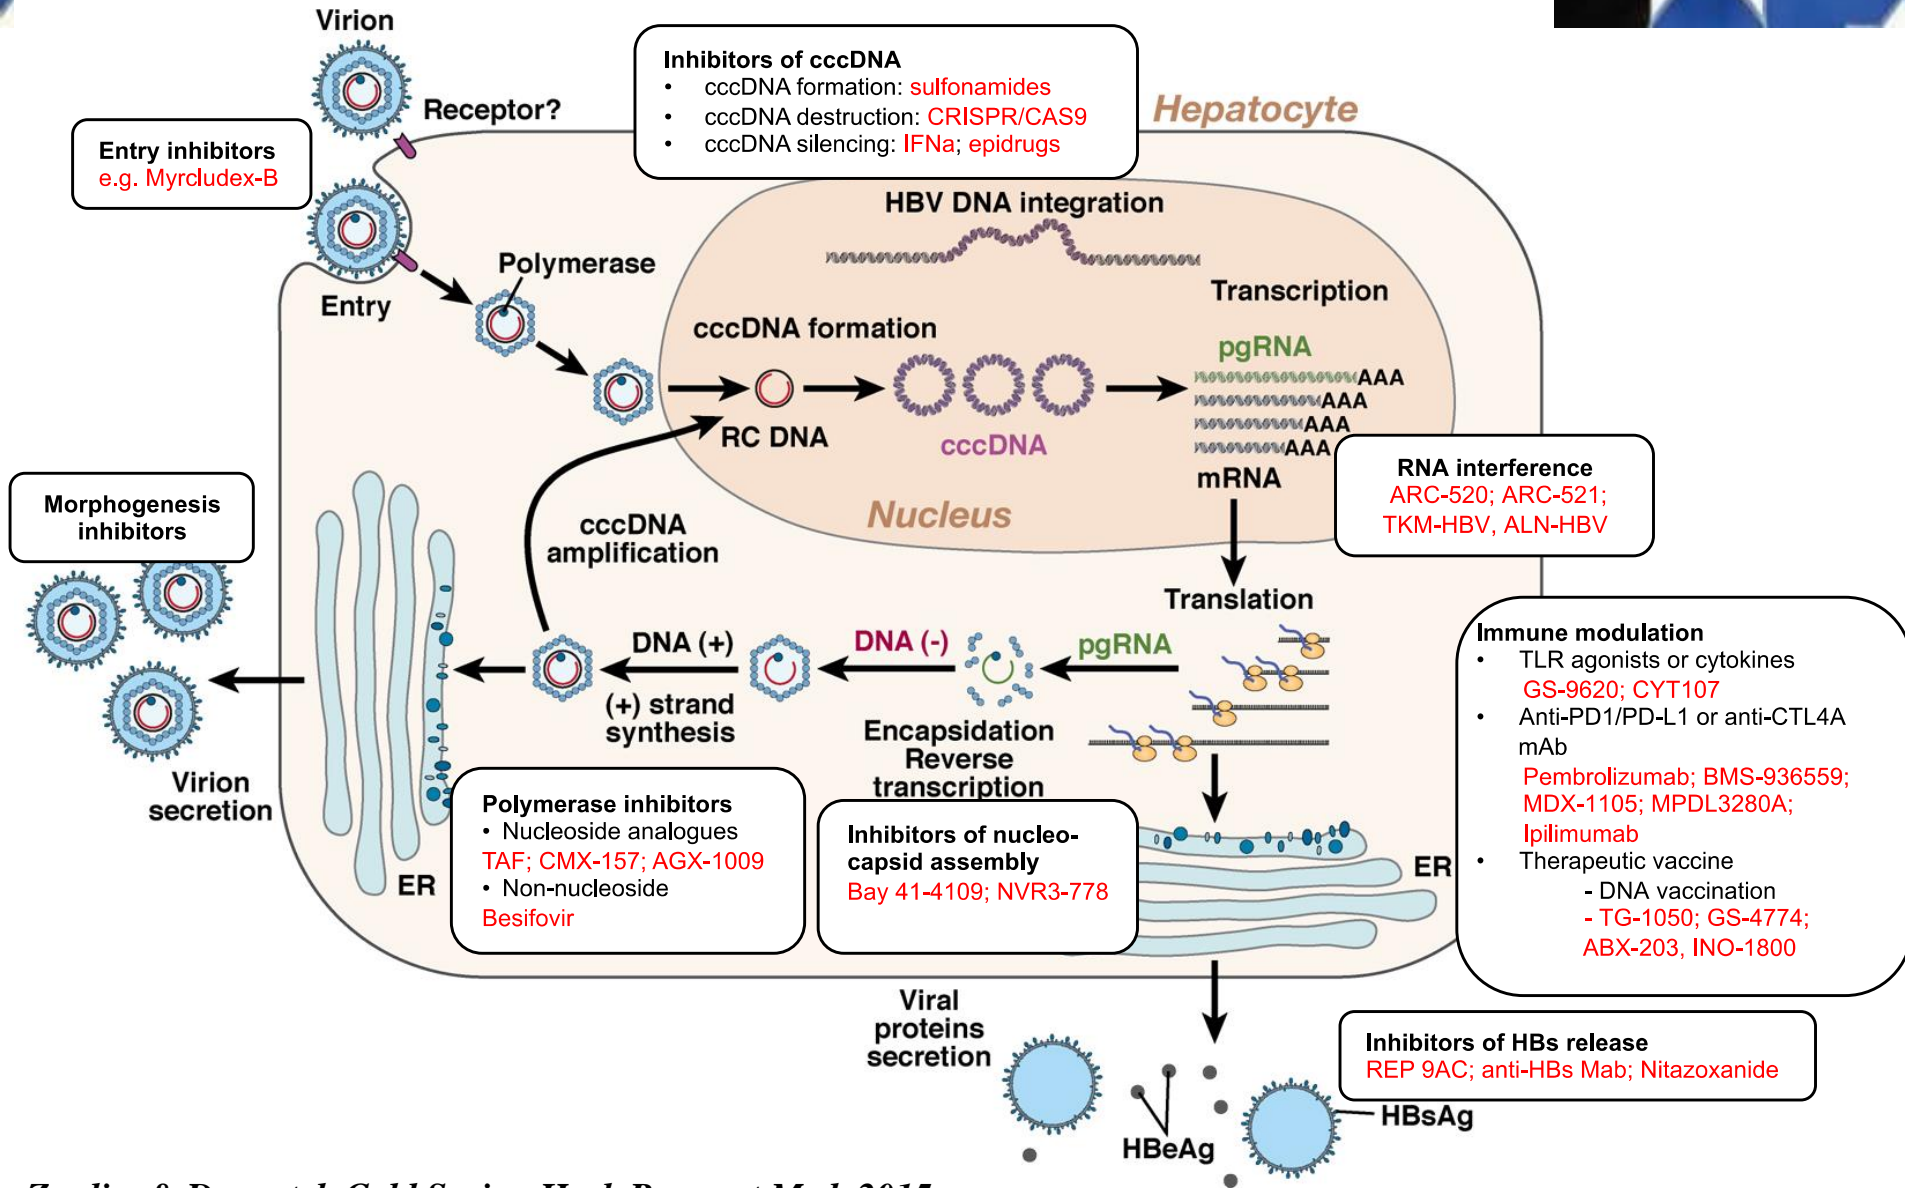 Virion
Receptor?
Entry inhibitors
e.g. Myrcludex-B
Inhibitors of cccDNA
• cccDNA formation: sulfonamides
• cccDNA destruction: CRISPR/CAS9
• cccDNA silencing: IFNa; epidrugs
Hepatocyte
HBV DNA integration
Polymerase
Entry
Transcription
cccDNA formation
pgRNA
AAA
AAA
AAA
AAA
RC DNA
cccDNA
mRNA
Nucleus
RNA interference
ARC-520; ARC-521;
TKM-HBV, ALN-HBV
Morphogenesis
inhibitors
cccDNA
amplification
Translation
DNA (+)
DNA (-)
pgRNA
(+) strand
synthesis
Encapsidation
Reverse
transcription
Virion
secretion
ER
Polymerase inhibitors
• Nucleoside analogues
TAF; CMX-157; AGX-1009
• Non-nucleoside
Besifovir
Inhibitors of nucleo-
capsid assembly
Bay 41-4109; NVR3-778
ER
Immune modulation
• TLR agonists or cytokines
GS-9620; CYT107
• Anti-PD1/PD-L1 or anti-CTL4A
mAb
Pembrolizumab; BMS-936559;
MDX-1105; MPDL3280A;
Ipilimumab
• Therapeutic vaccine
- DNA vaccination
- TG-1050; GS-4774;
ABX-203, INO-1800
Viral
proteins
secretion
Inhibitors of HBs release
REP 9AC; anti-HBs Mab; Nitazoxanide
HBsAg
HBeAg